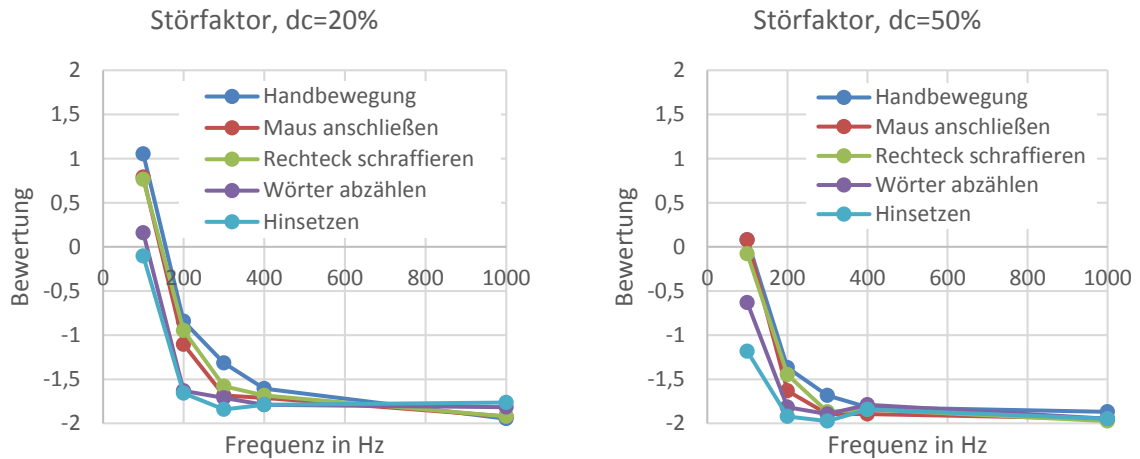 Störfaktor, dc=20%
2
1,5
1
0,5
0
-0,5
-1
-1,5
-2
0
200
400
600
800
1000
Bewertung
Frequenz in Hz
Handbewegung
Maus anschließen
Rechteck schraffieren
Wörter abzählen
Hinsetzen
Störfaktor, dc=50%
2
1,5
1
0,5
0
-0,5
-1
-1,5
-2
0
200
400
600
800
1000
Bewertung
Frequenz in Hz
Handbewegung
Maus anschließen
Rechteck schraffieren
Wörter abzählen
Hinsetzen